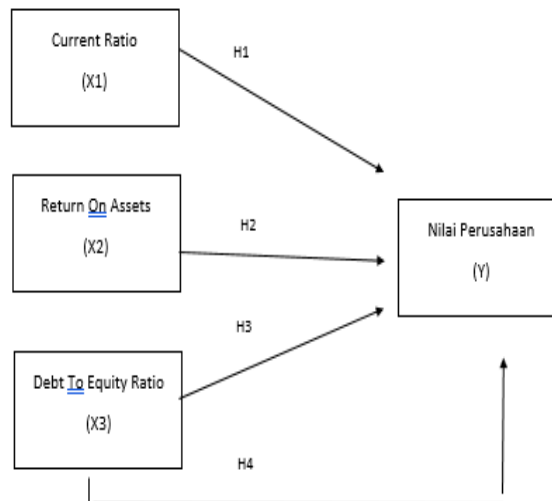 Current Ratio
(X1)
H1
Return On Assets
(X2)
H2
Nilai Perusahaan
(Y)
H3
Debt To Equity Ratio
(X3)
H4